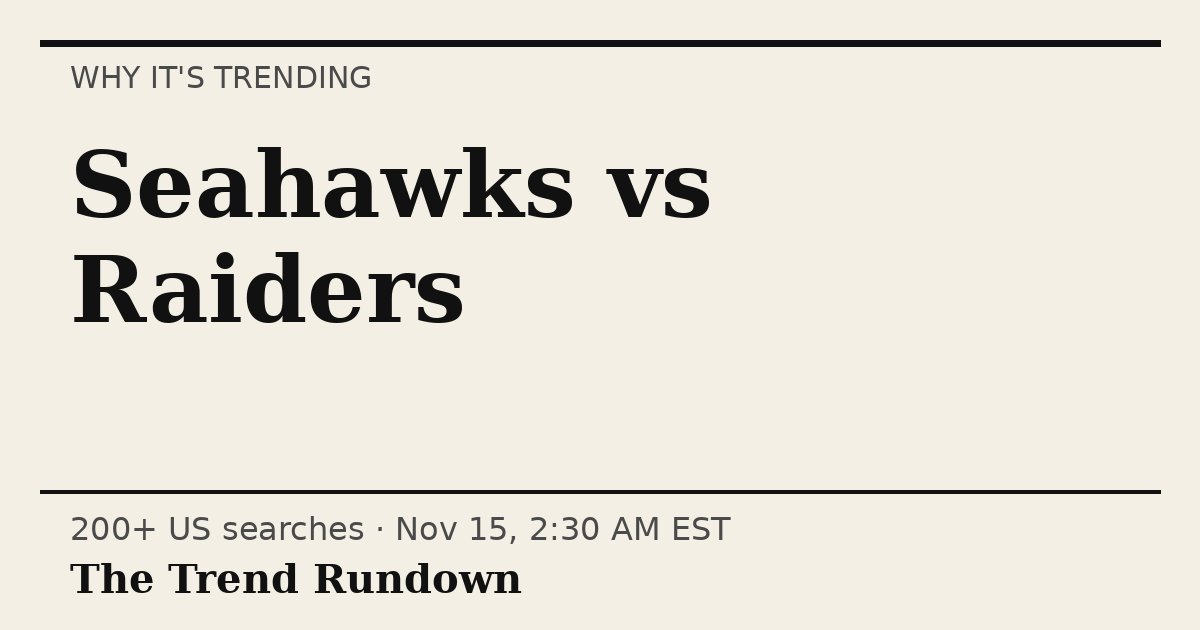 WHY IT'S TRENDING
Seahawks vs
Raiders
200+ US searches · Nov 15, 2:30 AM EST
The Trend Rundown